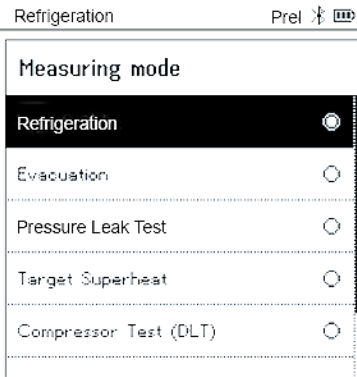 Refrigeration Prel
Measuring mode
Refrigeration
Evacuation
Pressure Leak Test
Target Superheat
Compressor Test (DLT)